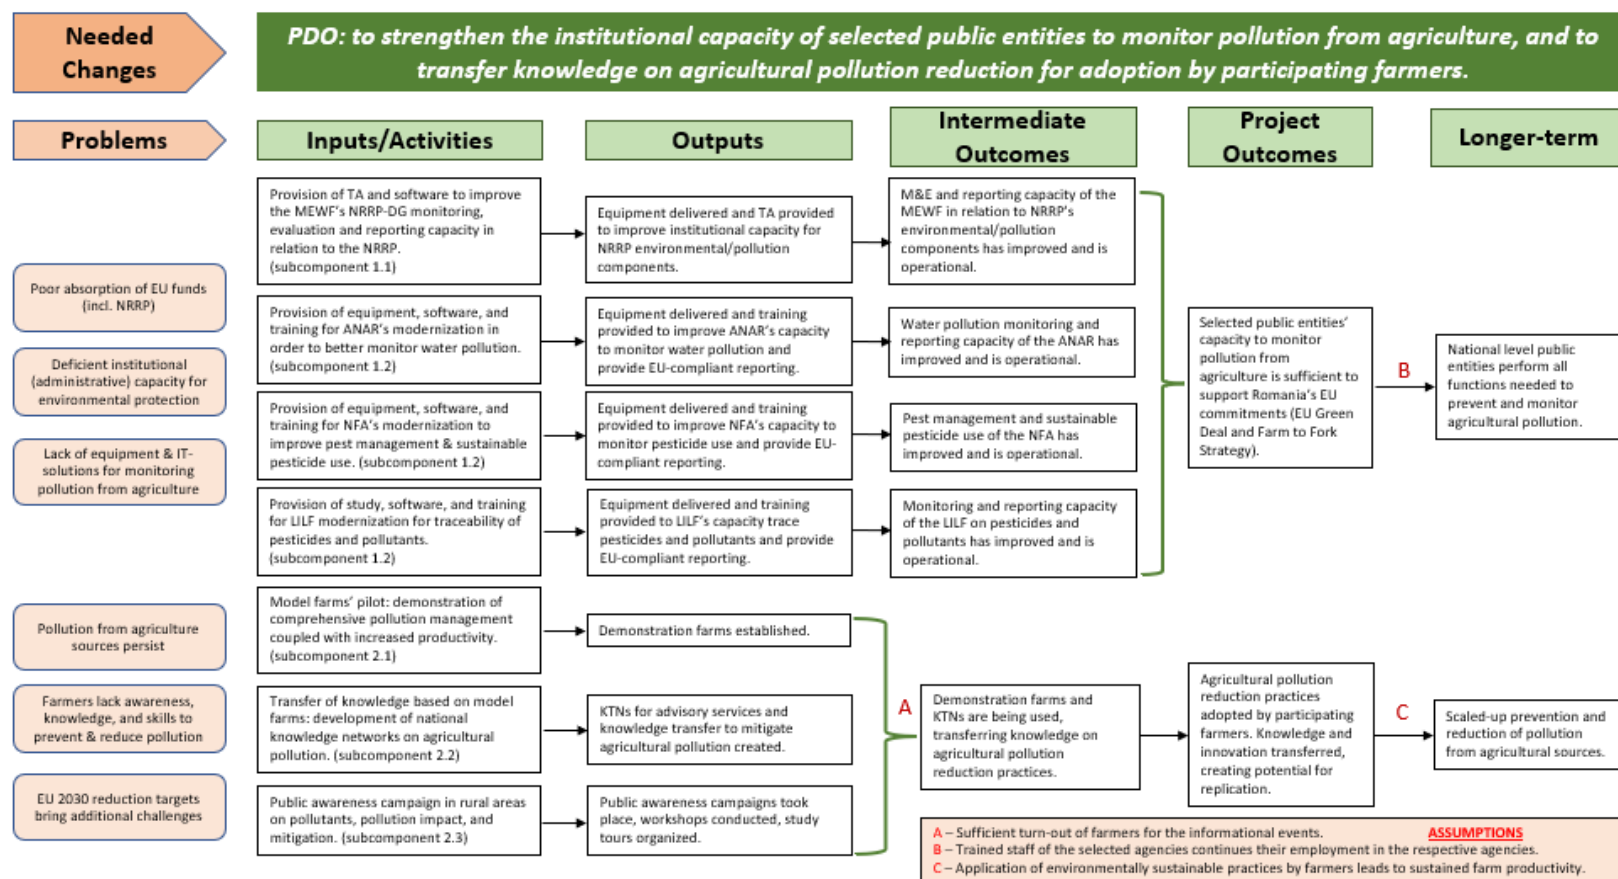 Needed
Changes
PDO: to strengthen the institutional capacity of selected public entities to monitor pollution from agriculture, and to
transfer knowledge on agricultural pollution reduction for adoption by participating farmers.
Problems
Inputs/Activities
Outputs
Intermediate
Outcomes
Project
Outcomes
Longer-term
Poor absorption of EU funds
(incl. NRRP)
Deficient institutional
(administrative) capacity for
environmental protection
Lack of equipment & IT-
solutions for monitoring
pollution from agriculture
Pollution from agriculture
sources persist
Farmers lack awareness,
knowledge, and skills to
prevent & reduce pollution
EU 2030 reduction targets
bring additional challenges
Provision of TA and software to improve
the MEWF's NRRP-DG monitoring,
evaluation and reporting capacity in
relation to the NRRP.
(subcomponent 1.1)
Equipment delivered and TA provided
to improve institutional capacity for
NRRP environmental/pollution
components.
M&E and reporting capacity of the
MEWF in relation to NRRP's
environmental/pollution
components has improved and is
operational.
Provision of equipment, software, and
training for ANAR's modernization in
order to better monitor water pollution.
(subcomponent 1.2)
Equipment delivered and training
provided to improve ANAR's capacity
to monitor water pollution and
provide EU-compliant reporting.
Water pollution monitoring and
reporting capacity of the ANAR has
improved and is operational.
Provision of equipment, software, and
training for NFA's modernization to
improve pest management & sustainable
pesticide use. (subcomponent 1.2)
Equipment delivered and training
provided to improve NFA's capacity to
monitor pesticide use and provide EU-
compliant reporting.
Pest management and sustainable
pesticide use of the NFA has
improved and is operational.
Provision of study, software, and training
for LILF modernization for traceability of
pesticides and pollutants.
(subcomponent 1.2)
Equipment delivered and training
provided to LILF's capacity trace
pesticides and pollutants and provide
EU-compliant reporting.
Monitoring and reporting capacity
of the LILF on pesticides and
pollutants has improved and is
operational.
Selected public entities'
capacity to monitor
pollution from
agriculture is sufficient to
support Romania's EU
commitments (EU Green
Deal and Farm to Fork
Strategy).
B
National level public
entities perform all
functions needed to
prevent and monitor
agricultural pollution.
Model farms' pilot: demonstration of
comprehensive pollution management
coupled with increased productivity.
(subcomponent 2.1)
Demonstration farms established.
Transfer of knowledge based on model
farms: development of national
knowledge networks on agricultural
pollution. (subcomponent 2.2)
KTNs for advisory services and
knowledge transfer to mitigate
agricultural pollution created.
Public awareness campaign in rural areas
on pollutants, pollution impact, and
mitigation. (subcomponent 2.3)
Public awareness campaigns took
place, workshops conducted, study
tours organized.
A
Demonstration farms and
KTNs are being used,
transferring knowledge on
agricultural pollution
reduction practices.
Agricultural pollution
reduction practices
adopted by participating
farmers. Knowledge and
innovation transferred,
creating potential for
replication.
C
Scaled-up prevention and
reduction of pollution
from agricultural sources.
A – Sufficient turn-out of farmers for the informational events. ASSUMPTIONS
B – Trained staff of the selected agencies continues their employment in the respective agencies.
C – Application of environmentally sustainable practices by farmers leads to sustained farm productivity.